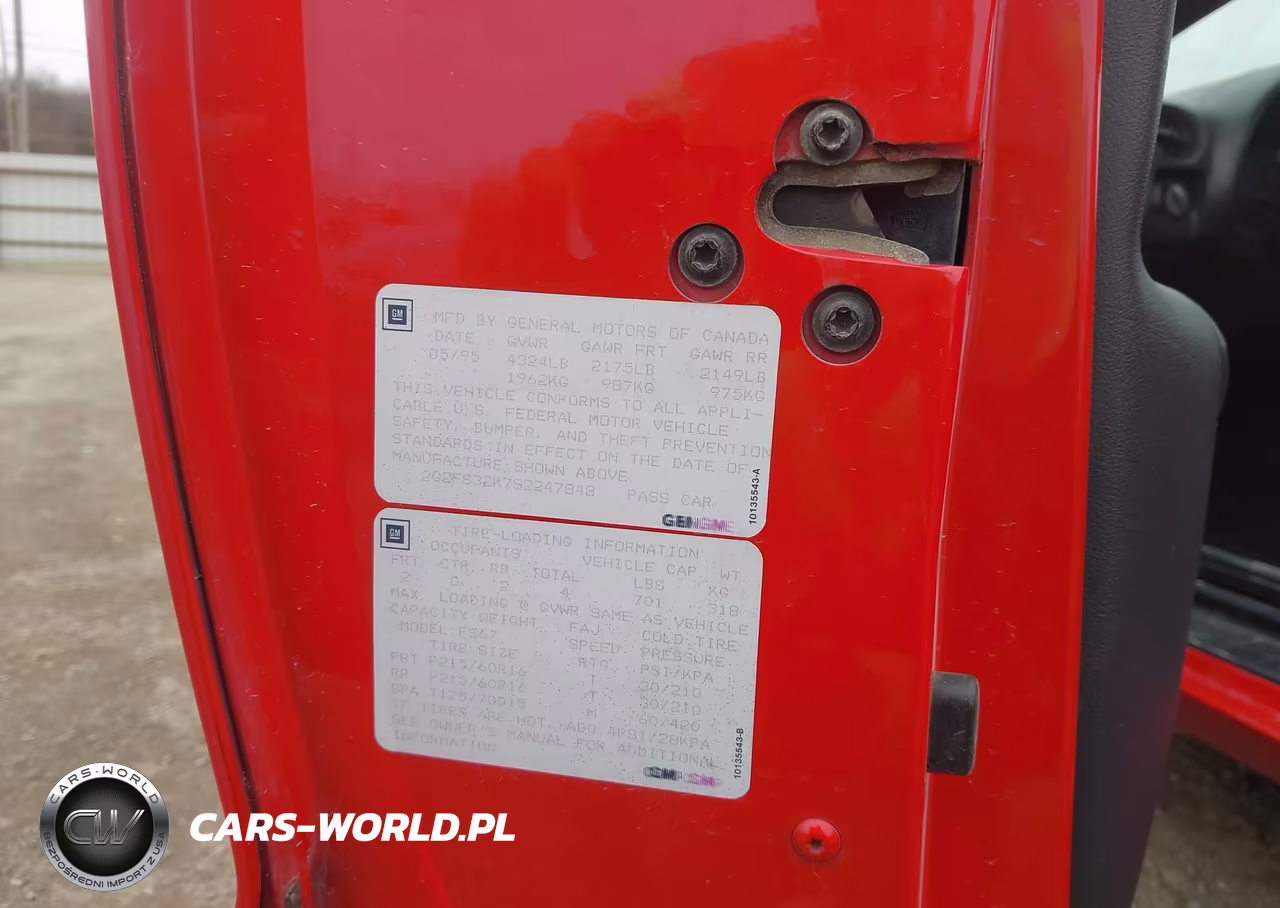 GM
MFD BY GENERAL MOTORS OF CANADA
DATE GVWR GAWR FRT GAWR RR
05/95 4324LB 2175LB 2149LB
1962KG 987KG 975KG
THIS VEHICLE CONFORMS TO ALL APPLI-
CABLE U.S. FEDERAL MOTOR VEHICLE
SAFETY, BUMPER, AND THEFT PREVENTION
STANDARDS IN EFFECT ON THE DATE OF
MANUFACTURE SHOWN ABOVE.
2G2FS32K7S2247848 PASS CAR
10135543-A
GM
TIRE-LOADING INFORMATION
OCCUPANTS VEHICLE CAP WT
FRT CTR RR TOTAL LBS KG
2 0 2 4 701 318
MAX. LOADING @ GVWR SAME AS VEHICLE
CAPACITY WEIGHT FAJ COLD TIRE
MODEL: FS67 SPEED PRESSURE
TIRE SIZE RTG PSI/KPA
FRT P215/60R16 T 30/210
RR P215/60R16 T 30/210
SPA T125/70D15 M 60/420
IF TIRES ARE HOT, ADD 4PSI/28KPA
SEE OWNER'S MANUAL FOR ADDITIONAL
INFORMATION
10135543-B
CARS-WORLD
CW
BEZPOŚREDNI IMPORT Z USA
CARS-WORLD.PL